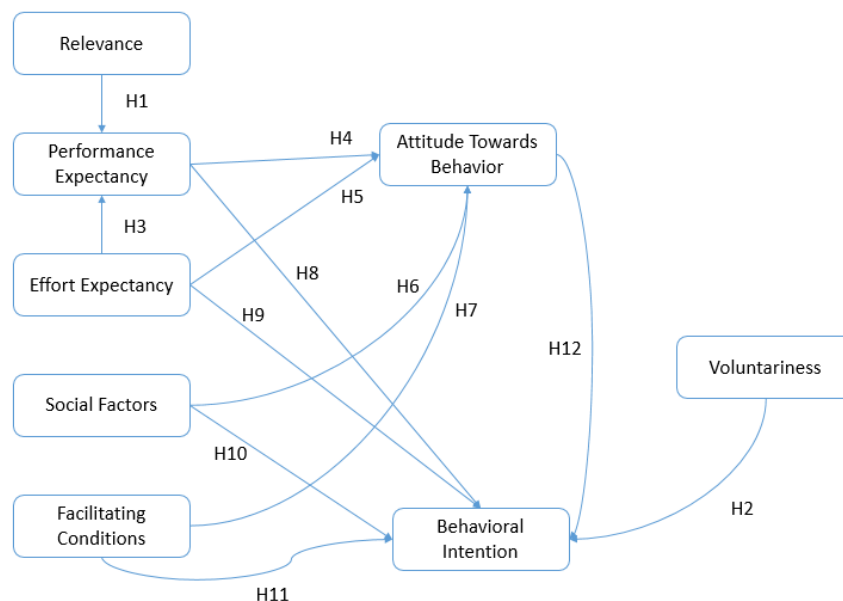 Relevance
H1
Performance
Expectancy
H4
Attitude Towards
Behavior
H5
H3
Effort Expectancy
H8
H9
H6
H7
H12
Voluntariness
Social Factors
H10
Facilitating
Conditions
Behavioral
Intention
H2
H11